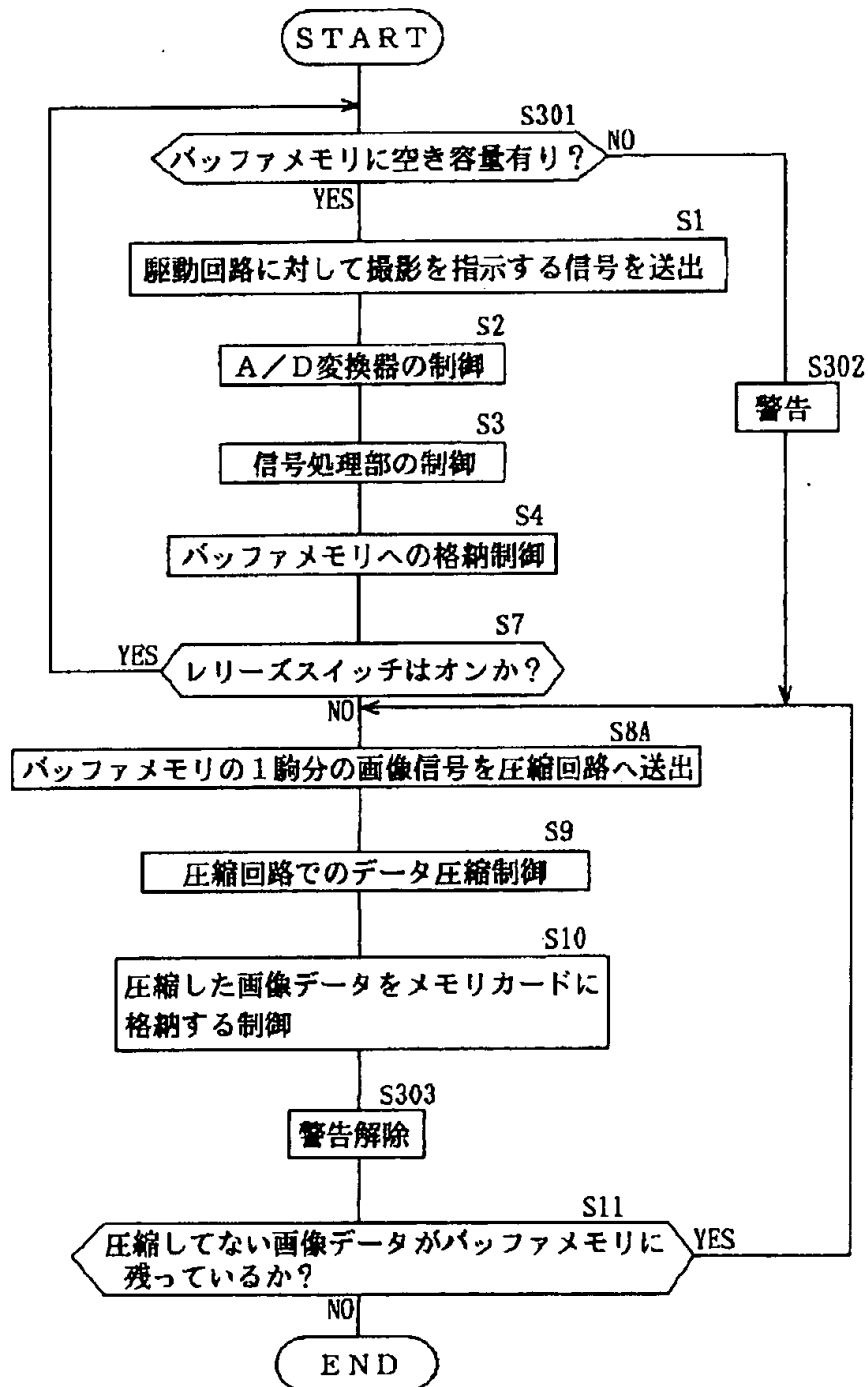 START
S301
バッファメモリに空き容量有り?
NO
YES
S1
駆動回路に対して撮影を指示する信号を送出
S2
A/D変換器の制御
S302
警告
S3
信号処理部の制御
S4
バッファメモリへの格納制御
S7
YES
レリーズスイッチはオンか?
NO
S8A
バッファメモリの1駒分の画像信号を圧縮回路へ送出
S9
圧縮回路でのデータ圧縮制御
S10
圧縮した画像データをメモリカードに
格納する制御
S303
警告解除
S11
圧縮してない画像データがバッファメモリに
残っているか?
YES
NO
END